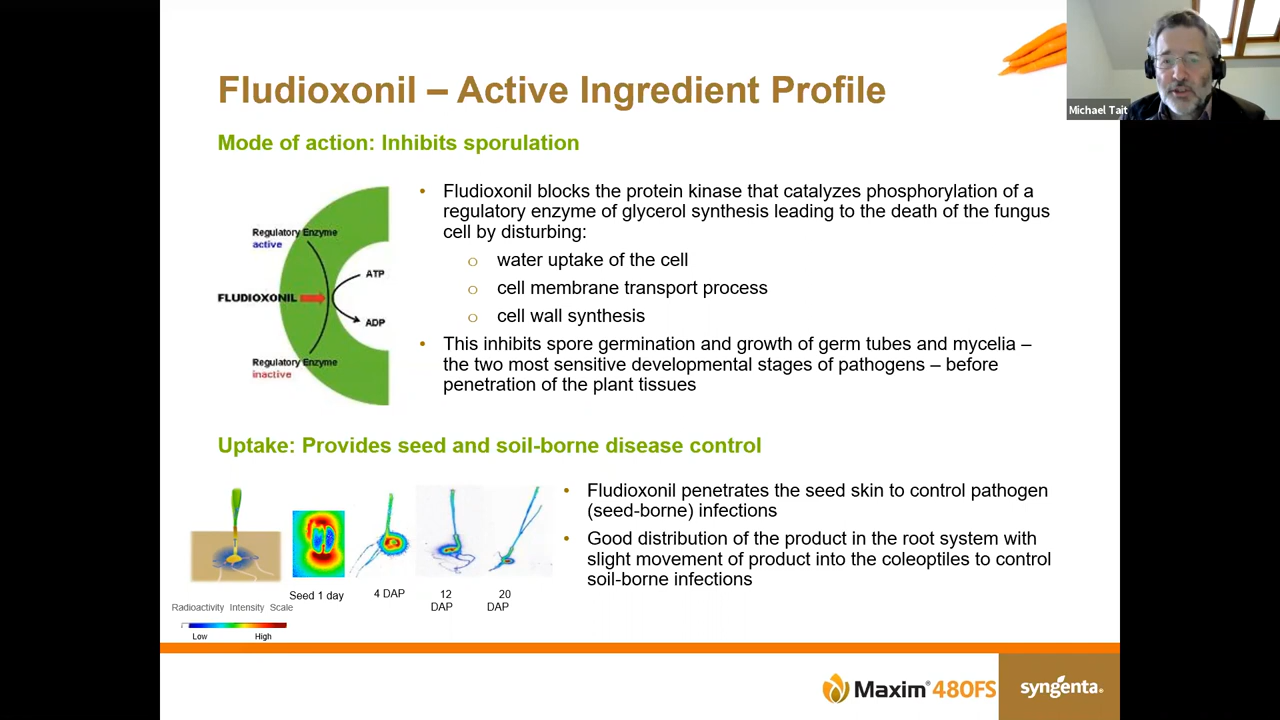 Michael Tait
Fludioxonil – Active Ingredient Profile
Mode of action: Inhibits sporulation
Regulatory Enzyme
active
ATP
FLUDIOXONIL
ADP
Regulatory Enzyme
inactive
• Fludioxonil blocks the protein kinase that catalyzes phosphorylation of a
regulatory enzyme of glycerol synthesis leading to the death of the fungus
cell by disturbing:
o water uptake of the cell
o cell membrane transport process
o cell wall synthesis
• This inhibits spore germination and growth of germ tubes and mycelia –
the two most sensitive developmental stages of pathogens – before
penetration of the plant tissues
Uptake: Provides seed and soil-borne disease control
Seed 1 day
4 DAP
12
DAP
20
DAP
Radioactivity Intensity Scale
Low High
• Fludioxonil penetrates the seed skin to control pathogen
(seed-borne) infections
• Good distribution of the product in the root system with
slight movement of product into the coleoptiles to control
soil-borne infections
Maxim® 480FS
syngenta®